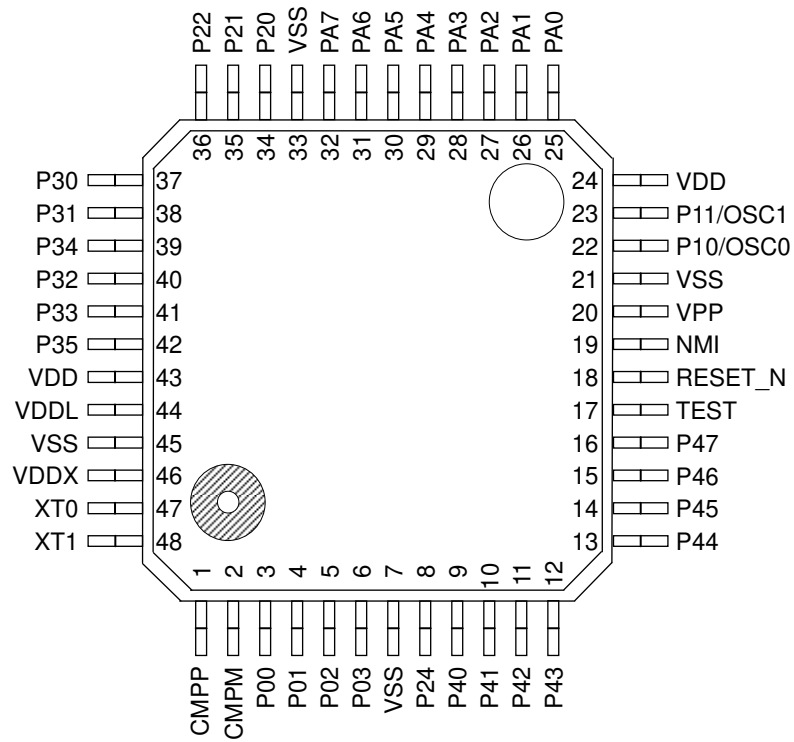 P22 P21 P20 VSS PA7 PA6 PA5 PA4 PA3 PA2 PA1 PA0
36 35 34 33 32 31 30 29 28 27 26 25
P30 37 24 VDD
P31 38 23 P11/OSC1
P34 39 22 P10/OSC0
P32 40 21 VSS
P33 41 20 VPP
P35 42 19 NMI
VDD 43 18 RESET_N
VDDL 44 17 TEST
VSS 45 16 P47
VDDX 46 15 P46
XT0 47 14 P45
XT1 48 13 P44
1 2 3 4 5 6 7 8 9 10 11 12
CMPP CMPM P00 P01 P02 P03 VSS P24 P40 P41 P42 P43